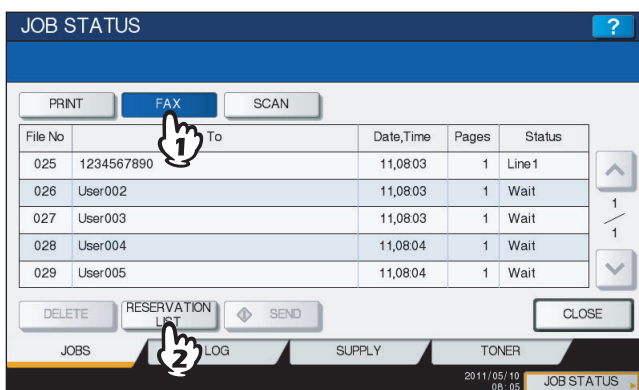 JOB STATUS ?
PRINT FAX SCAN
File No To Date,Time Pages Status
025 1234567890 11,08:03 1 Line1
026 User002 11,08:03 1 Wait
027 User003 11,08:03 1 Wait
028 User004 11,08:04 1 Wait
029 User005 11,08:04 1 Wait
1
1
1
DELETE RESERVATION LIST SEND CLOSE
2
JOBS LOG SUPPLY TONER
2011/05/10
08:05 JOB STATUS